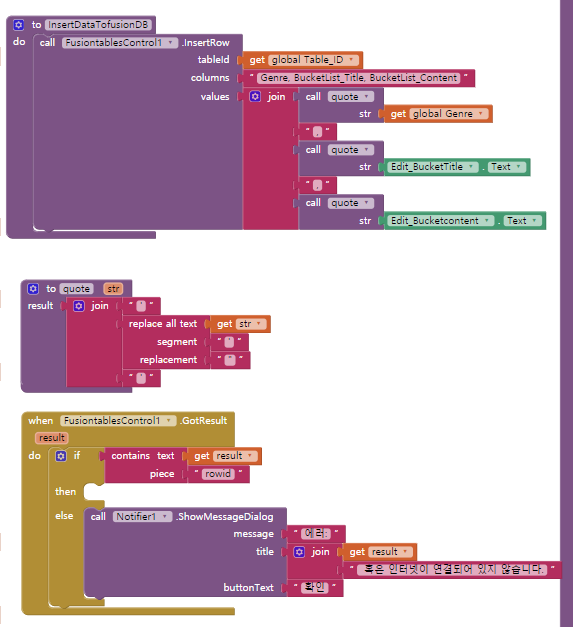 to InsertDataTofusionDB
do call FusiontablesControl1 .InsertRow
tableId get global Table_ID
columns " Genre, BucketList_Title, BucketList_Content "
values join call quote
str get global Genre
" , "
call quote
str Edit_BucketTitle . Text
" , "
call quote
str Edit_Bucketcontent . Text
to quote str
result join " ' "
replace all text get str
segment " ' "
replacement " '' "
" ' "
when FusiontablesControl1 .GotResult
result
do if contains text get result
piece " rowid "
then
else call Notifier1 .ShowMessageDialog
message " 에러: "
title join get result
" 혹은 인터넷이 연결되어 있지 않습니다. "
buttonText " 확인 "